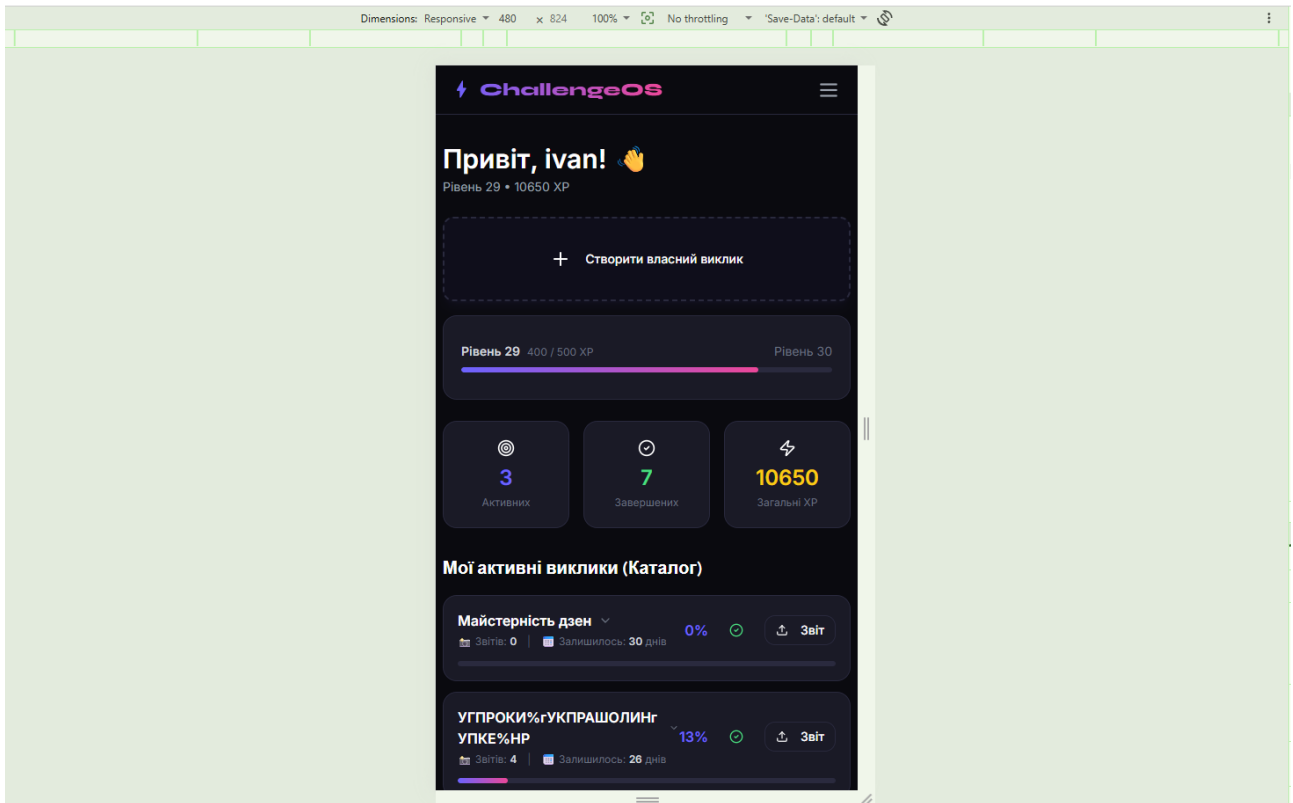 Dimensions: Responsive 480 x 824 100% No throttling 'Save-Data': default
ChallengeOS
Привіт, ivan! 👋
Рівень 29 • 10650 XP
+ Створити власний виклик
Рівень 29 400 / 500 XP Рівень 30
3 7 10650
Активних Завершених Загальні XP
Мої активні виклики (Каталог)
Майстерність дзен 0% Звіт
Звітів: 0 | Залишилось: 30 днів
УГПРОКИ%гУКПРАШОЛИНг
УПКЕ%НР 13% Звіт
Звітів: 4 | Залишилось: 26 днів